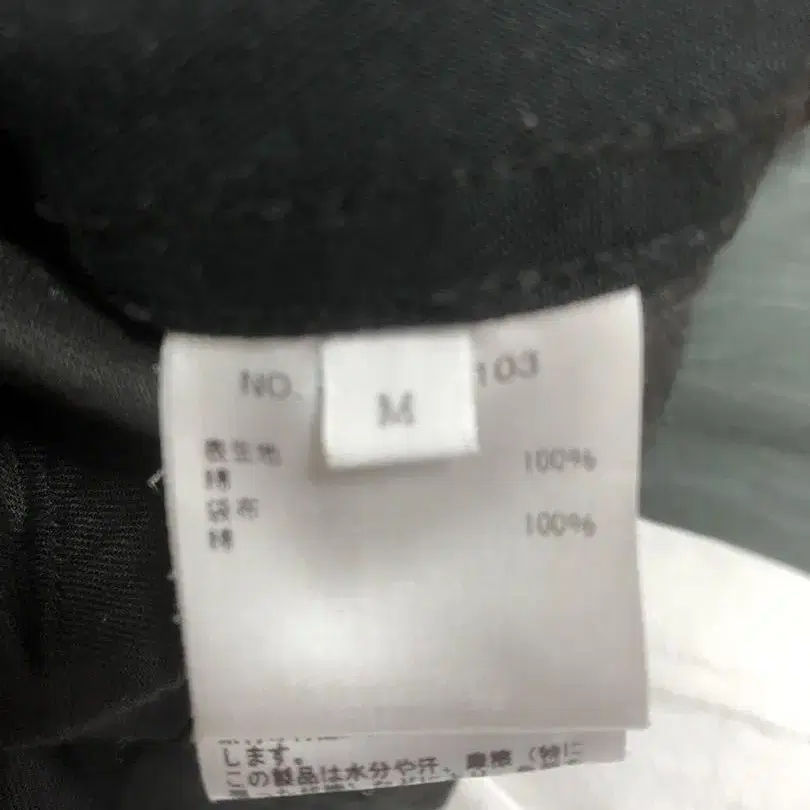 NO. 103
M
表生地
綿 100%
袋布
綿 100%
します。
この製品は水分や汗、摩擦（特に